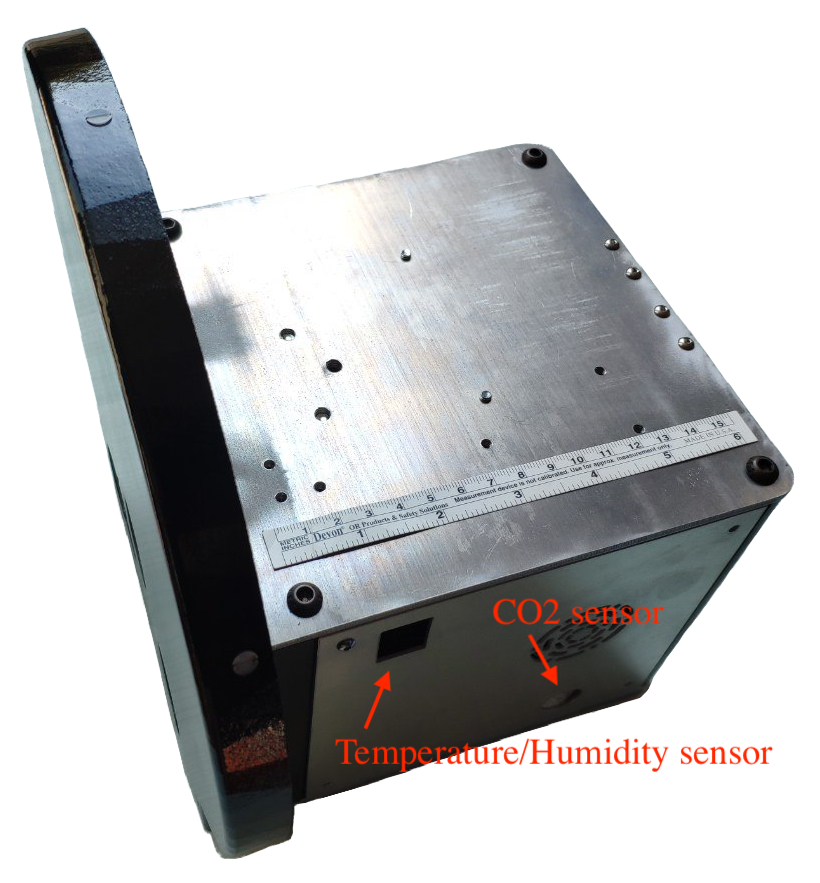 1 2 3 4 5 6 7 8 9 10 11 12 13 14 15
METRIC
INCHES
Devon® OR Products & Safety Solutions
Measurement device is not calibrated. Use for approx. measurement only.
MADE IN U.S.A.
1 2 3 4 5 6
CO2 sensor
Temperature/Humidity sensor